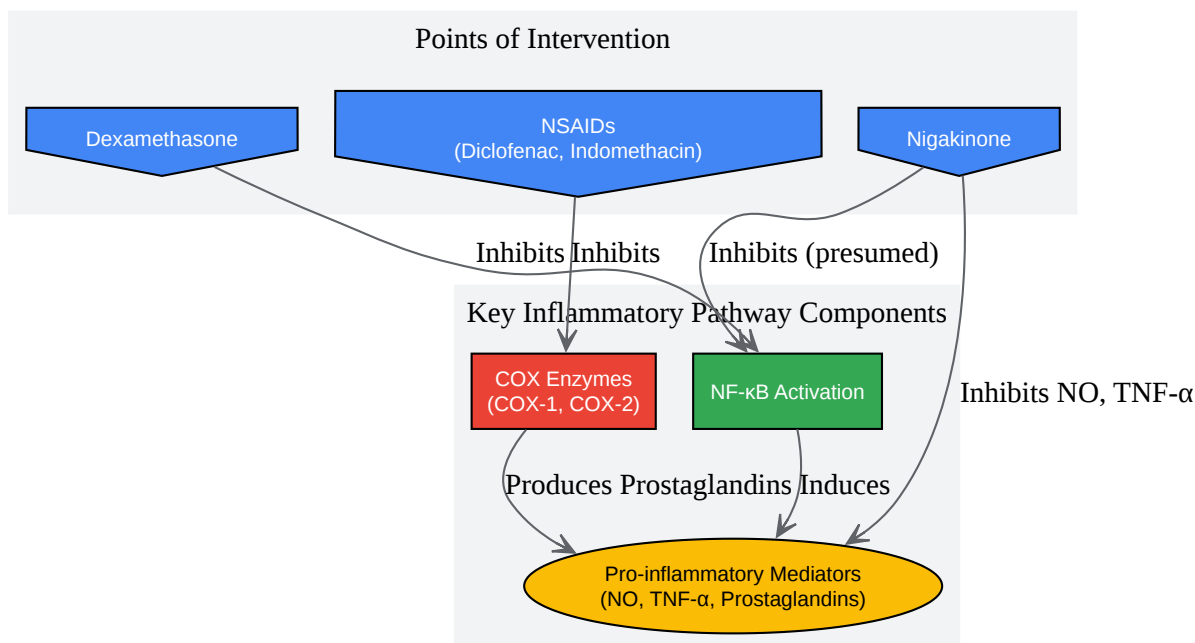 Points of Intervention
Dexamethasone
NSAIDs
(Diclofenac, Indomethacin)
Nigakinone
Inhibits
Inhibits
Inhibits (presumed)
Key Inflammatory Pathway Components
COX Enzymes
(COX-1, COX-2)
NF-κB Activation
Inhibits NO, TNF-α
Produces Prostaglandins
Induces
Pro-inflammatory Mediators
(NO, TNF-α, Prostaglandins)